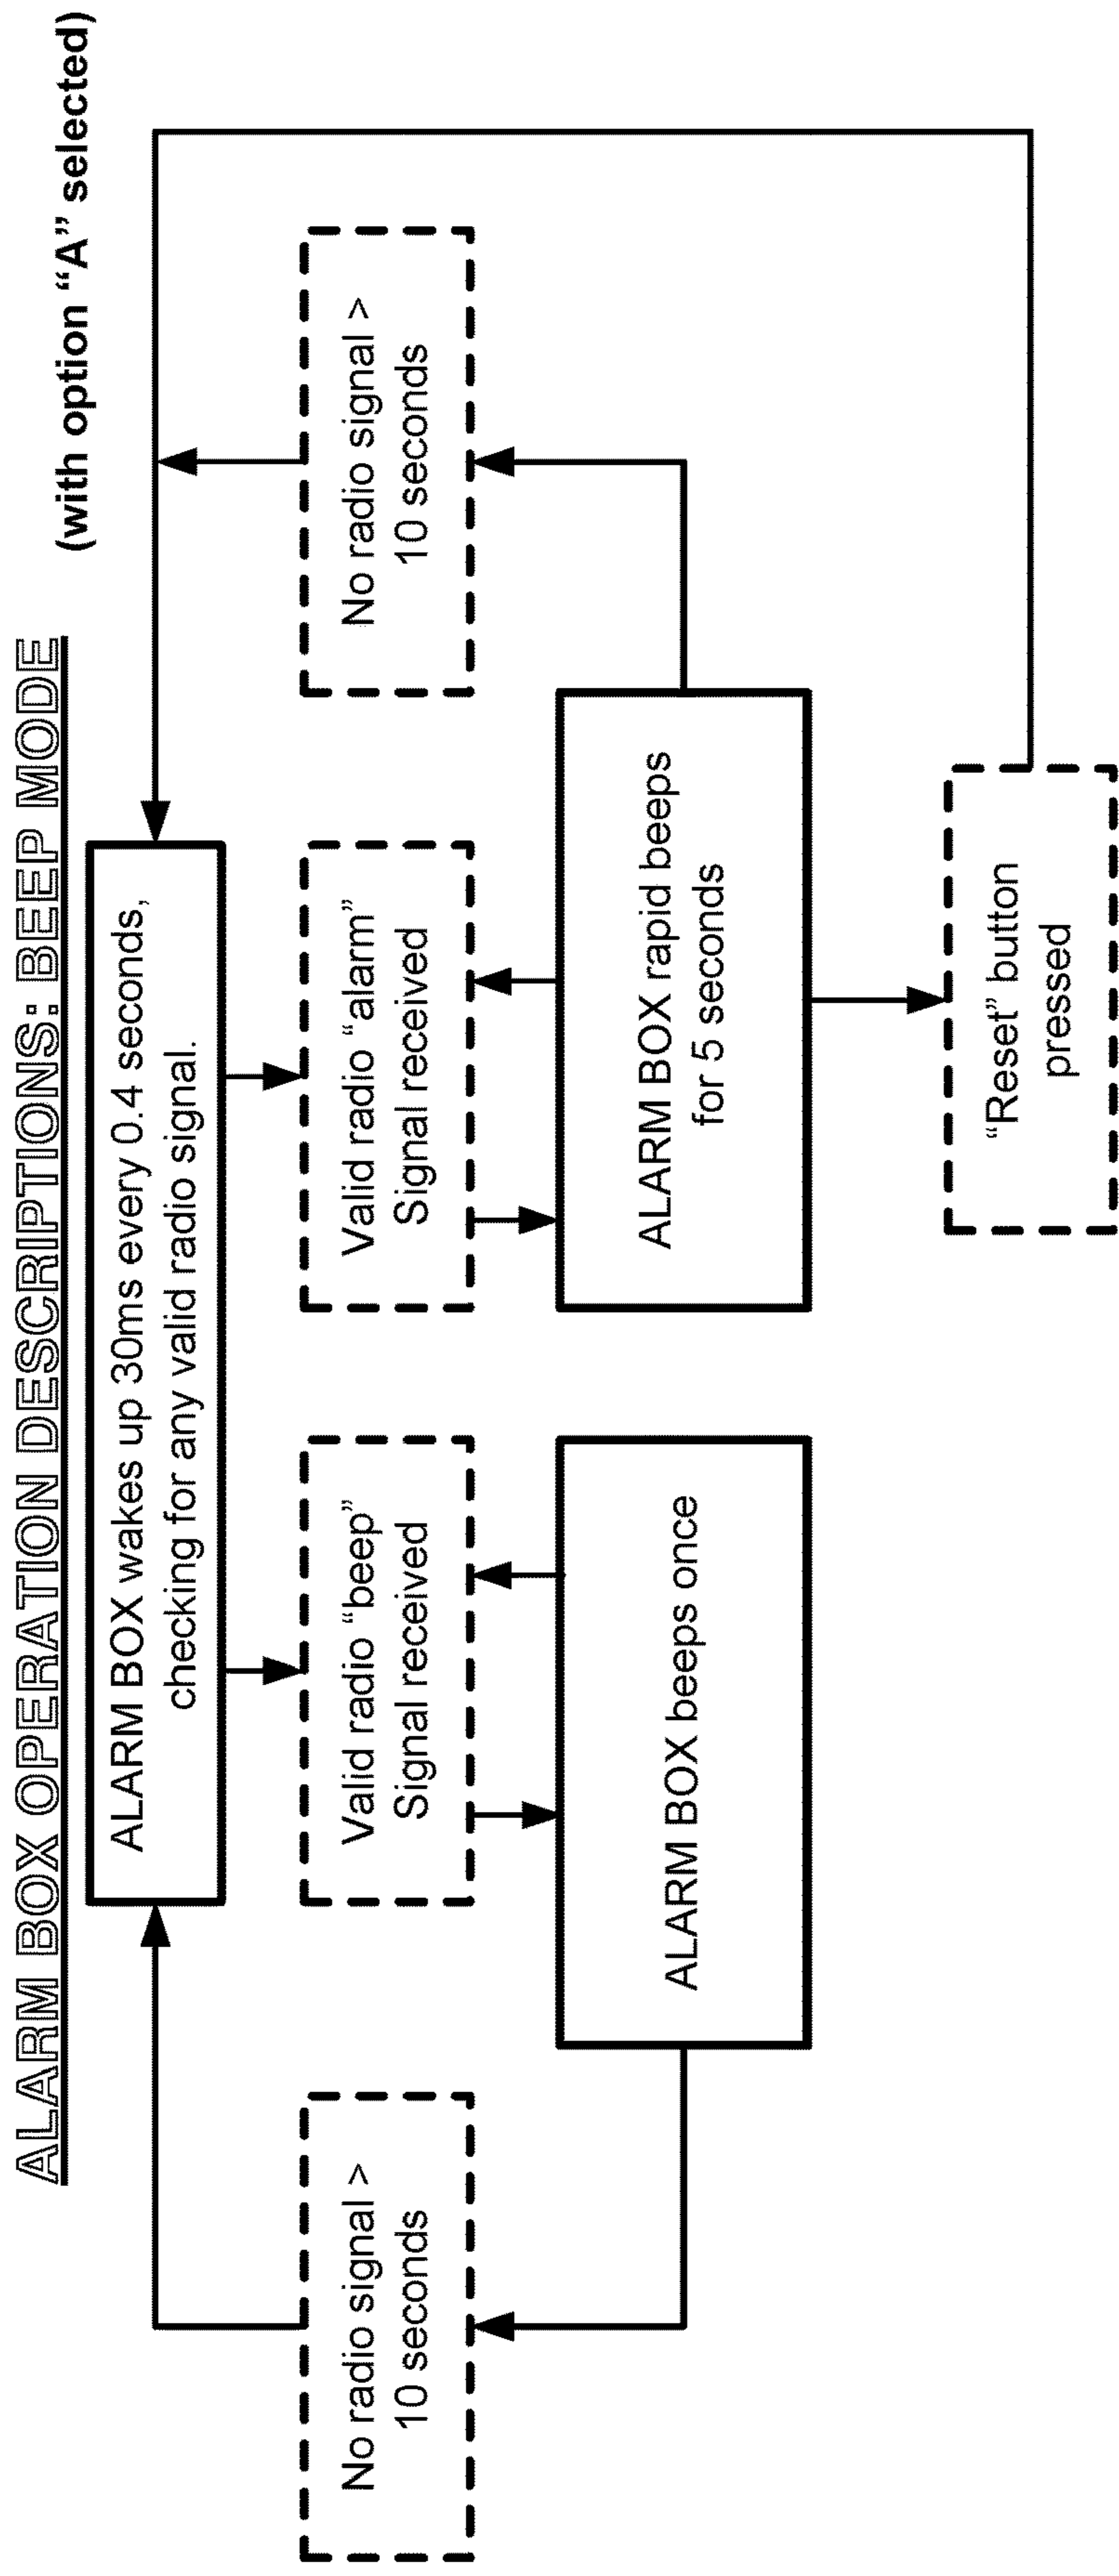 ALARM BOX OPERATION DESCRIPTIONS: BEEP MODE
(with option “A” selected)
ALARM BOX wakes up 30ms every 0.4 seconds,
checking for any valid radio signal.
No radio signal >
10 seconds
Valid radio “beep”
Signal received
Valid radio “alarm”
Signal received
No radio signal >
10 seconds
ALARM BOX beeps once
ALARM BOX rapid beeps
for 5 seconds
“Reset” button
pressed